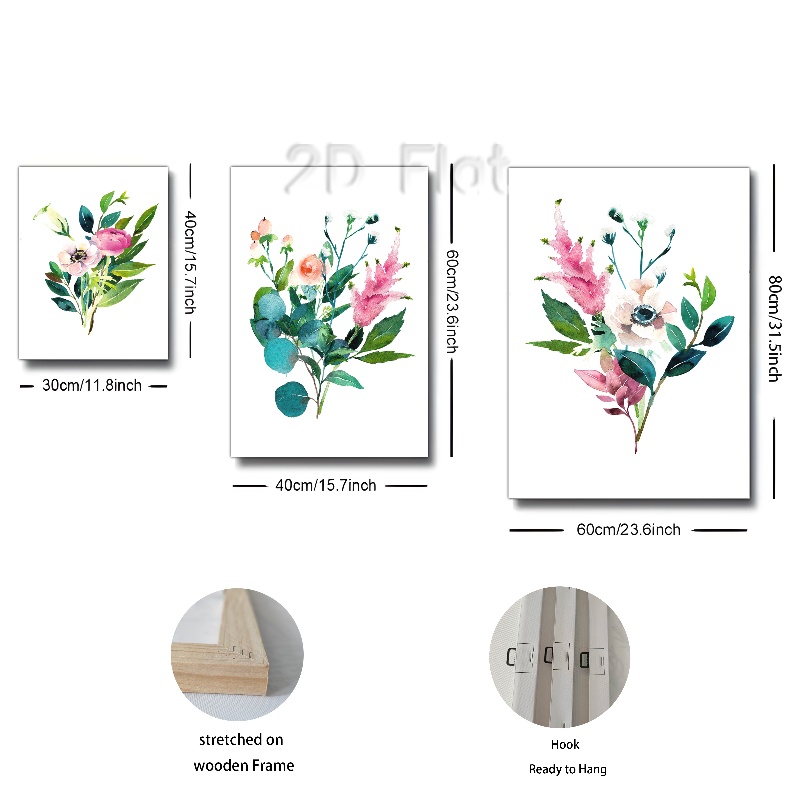 2D Flat
40cm/15.7inch
30cm/11.8inch
60cm/23.6inch
40cm/15.7inch
80cm/31.5inch
60cm/23.6inch
stretched on
wooden Frame
Hook
Ready to Hang